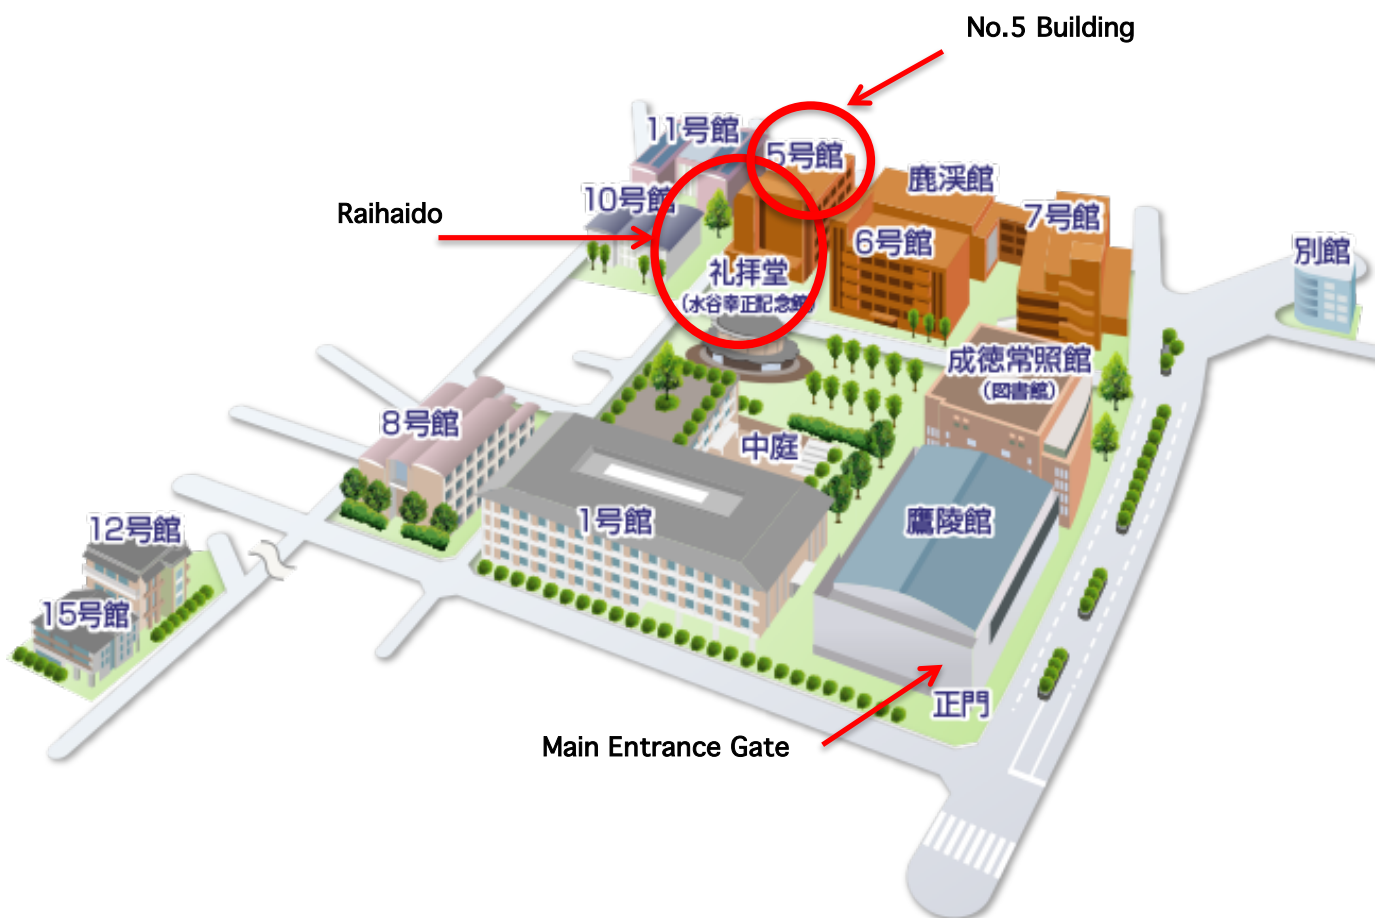 No.5 Building
11号館
5号館
鹿渓館
10号館
Raihaido
7号館
6号館
別館
礼拝堂
(水谷幸正記念館)
成徳常照館
(図書館)
8号館
中庭
1号館
鷹陵館
12号館
15号館
正門
Main Entrance Gate